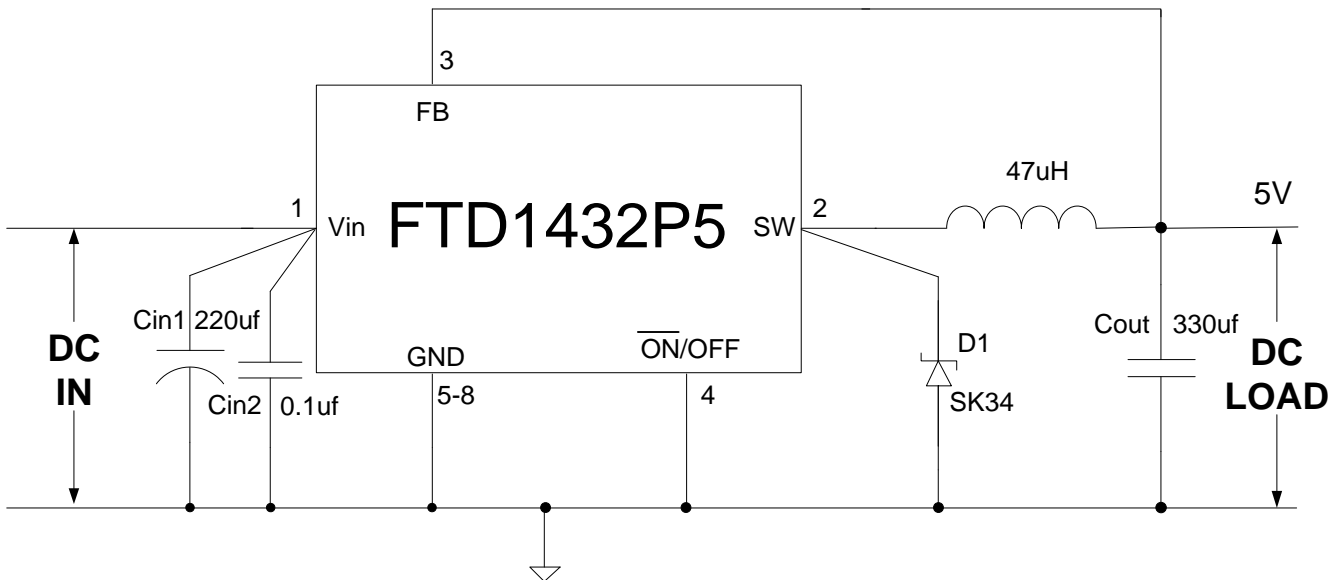 3
FB
47uH
5V
1
Vin
FTD1432P5
SW
2
Cin1 220uf
DC
IN
Cin2
0.1uf
GND
5-8
ON/OFF
4
D1
SK34
Cout 330uf
DC
LOAD